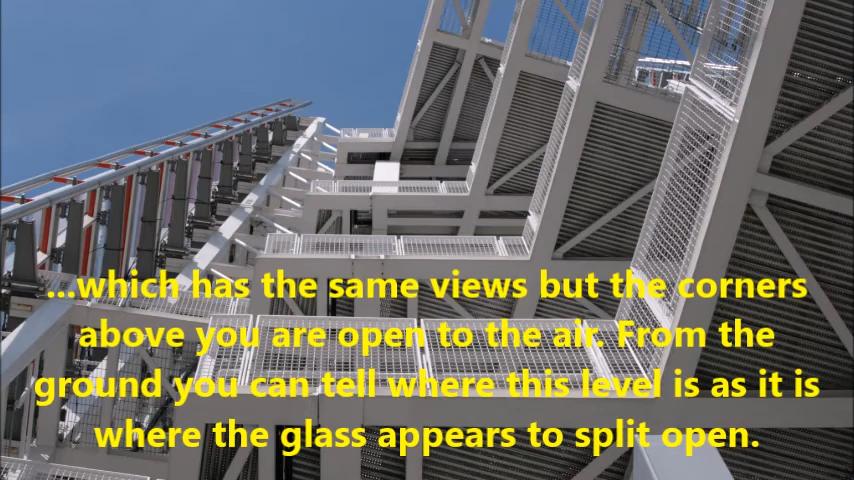 ...which has the same views but the corners
above you are open to the air. From the
ground you can tell where this level is as it is
where the glass appears to split open.